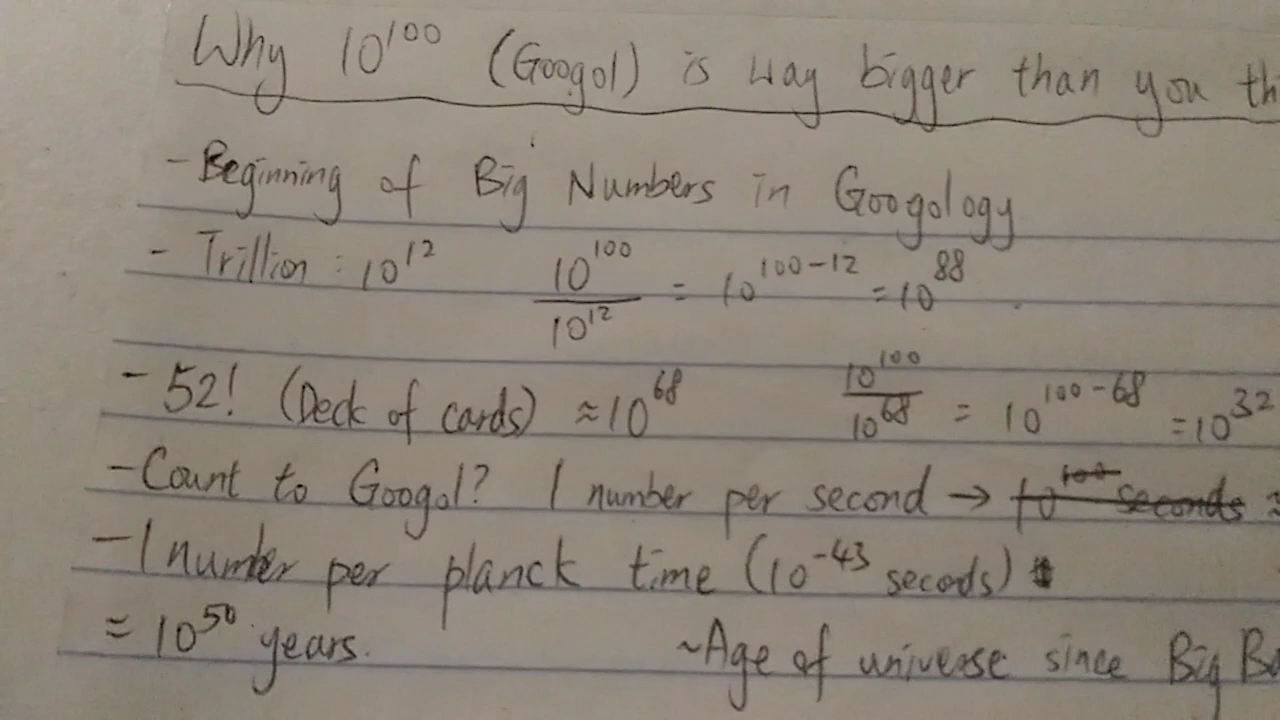 Why 10^100 (Googol) is way bigger than you th
- Beginning of Big Numbers in Googology
- Trillion : 10^12 10^100 / 10^12 = 10^100-12 = 10^88
- 52! (Deck of cards) ≈ 10^68 10^100 / 10^68 = 10^100-68 = 10^32
- Count to Googol? 1 number per second → 10^100 seconds ≈
- 1 number per planck time (10^-43 seconds)
= 10^50 years. ~Age of universe since Big Ba